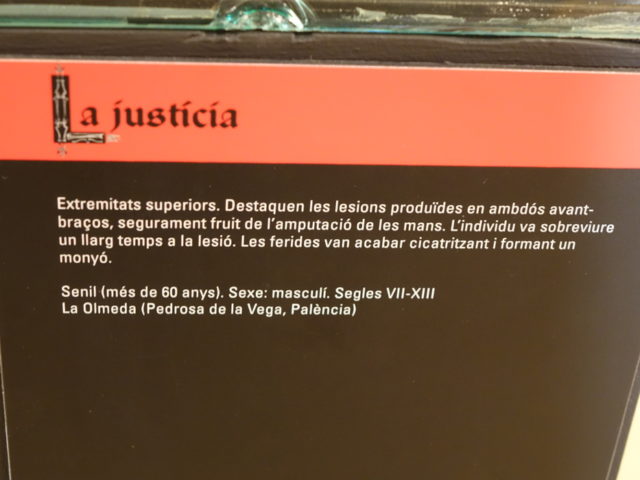 La justícia
Extremitats superiors. Destaquen les lesions produïdes en ambdós avant-
braços, segurament fruit de l'amputació de les mans. L'individu va sobreviure
un llarg temps a la lesió. Les ferides van acabar cicatritzant i formant un
monyó.
Senil (més de 60 anys). Sexe: masculí. Segles VII-XIII
La Olmeda (Pedrosa de la Vega, Palència)